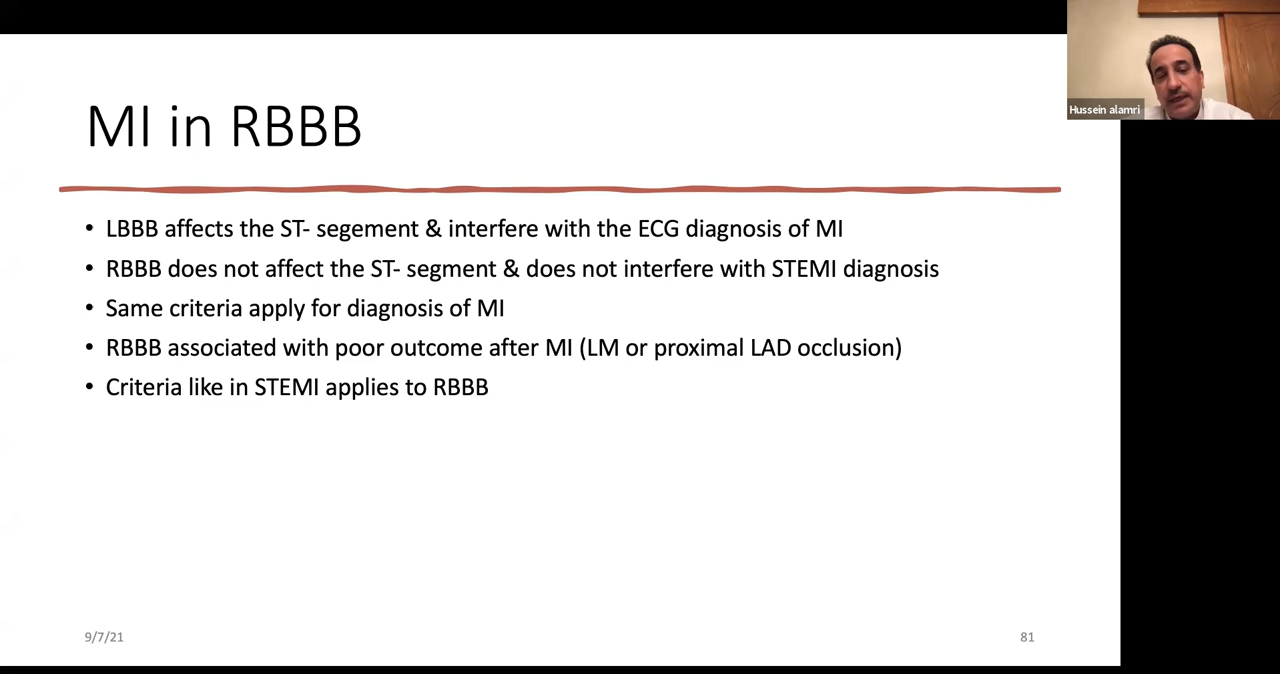 Hussein alamri
MI in RBBB
• LBBB affects the ST- segement & interfere with the ECG diagnosis of MI
• RBBB does not affect the ST- segment & does not interfere with STEMI diagnosis
• Same criteria apply for diagnosis of MI
• RBBB associated with poor outcome after MI (LM or proximal LAD occlusion)
• Criteria like in STEMI applies to RBBB
9/7/21
81